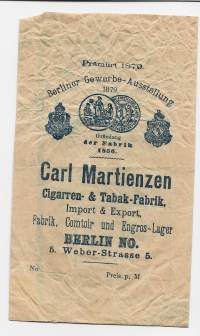 Prämiirt 1879.
Berliner Gewerbe-Ausstellung
1879
Gründung
der Fabrik
1856.
Carl Martienzen
Cigarren- & Tabak-Fabrik,
Import & Export,
Fabrik, Comtoir und Engros-Lager
BERLIN NO.
5. Weber-Strasse 5.
No.
Preis p. M